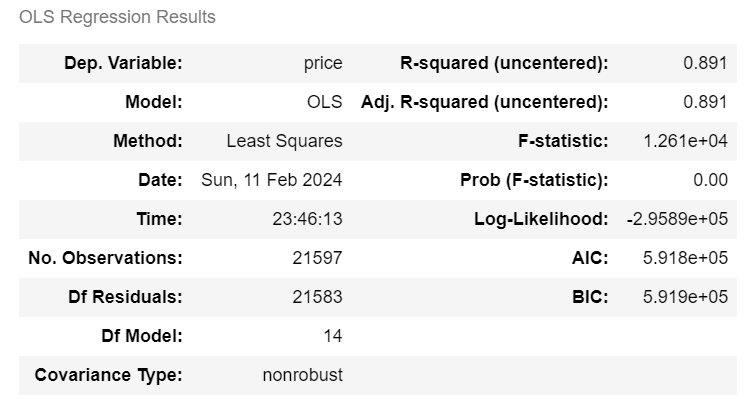 OLS Regression Results
Dep. Variable: price R-squared (uncentered): 0.891
Model: OLS Adj. R-squared (uncentered): 0.891
Method: Least Squares F-statistic: 1.261e+04
Date: Sun, 11 Feb 2024 Prob (F-statistic): 0.00
Time: 23:46:13 Log-Likelihood: -2.9589e+05
No. Observations: 21597 AIC: 5.918e+05
Df Residuals: 21583 BIC: 5.919e+05
Df Model: 14
Covariance Type: nonrobust